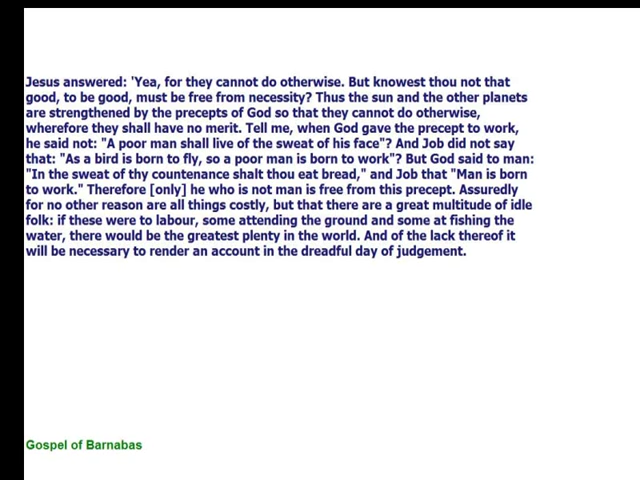 Jesus answered: 'Yea, for they cannot do otherwise. But knowest thou not that
good, to be good, must be free from necessity? Thus the sun and the other planets
are strengthened by the precepts of God so that they cannot do otherwise,
wherefore they shall have no merit. Tell me, when God gave the precept to work,
he said not: "A poor man shall live of the sweat of his face"? And Job did not say
that: "As a bird is born to fly, so a poor man is born to work"? But God said to man:
"In the sweat of thy countenance shalt thou eat bread," and Job that "Man is born
to work." Therefore [only] he who is not man is free from this precept. Assuredly
for no other reason are all things costly, but that there are a great multitude of idle
folk: if these were to labour, some attending the ground and some at fishing the
water, there would be the greatest plenty in the world. And of the lack thereof it
will be necessary to render an account in the dreadful day of judgement.
Gospel of Barnabas